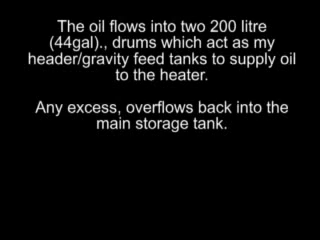 The oil flows into two 200 litre
(44gal)., drums which act as my
header/gravity feed tanks to supply oil
to the heater.
Any excess, overflows back into the
main storage tank.